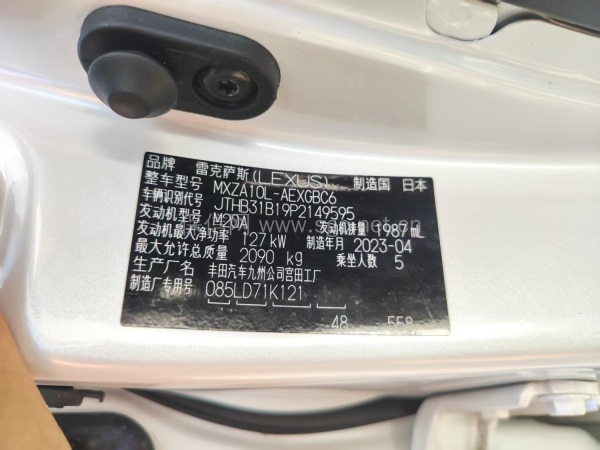 品牌 雷克萨斯(LEXUS) 制造国 日本
整车型号 MXZA10L-AEXGBC6
车辆识别代号 JTHB31B19P2149595
发动机型号 M20A 发动机排量 1987 mL
发动机最大净功率 127 kW 制造年月 2023-04
最大允许总质量 2090 kg 乘坐人数 5
生产厂名 丰田汽车九州公司宫田工厂
制造厂专用号 085LD71K121
48 558